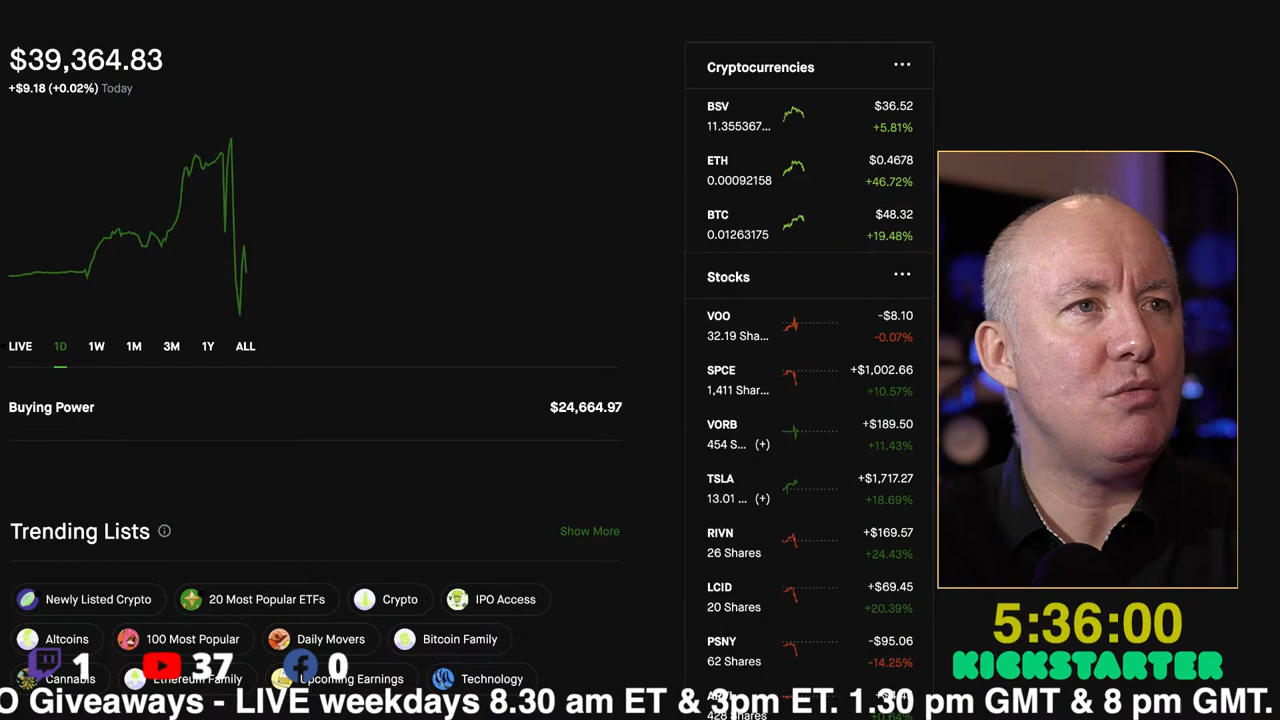 $39,364.83
+$9.18 (+0.02%) Today
LIVE 1D 1W 1M 3M 1Y ALL
Buying Power $24,664.97
Trending Lists
Show More
Newly Listed Crypto
20 Most Popular ETFs
Crypto
IPO Access
Altcoins
100 Most Popular
Daily Movers
Bitcoin Family
Cannabis
Ethereum Family
Upcoming Earnings
Technology
Cryptocurrencies
BSV $36.52
11.355367... +5.81%
ETH $0.4678
0.00092158 +46.72%
BTC $48.32
0.01263175 +19.48%
Stocks
VOO -$8.10
32.19 Sha... -0.07%
SPCE +$1,002.66
1,411 Shar... +10.57%
VORB +$189.50
454 S... (+) +11.43%
TSLA +$1,717.27
13.01 ... (+) +18.69%
RIVN +$169.57
26 Shares +24.43%
LCID +$69.45
20 Shares +20.39%
PSNY -$95.06
62 Shares -14.25%
428 Shares
5:36:00
KICKSTARTER
1 37 0
O Giveaways - LIVE weekdays 8.30 am ET & 3pm ET. 1.30 pm GMT & 8 pm GMT.